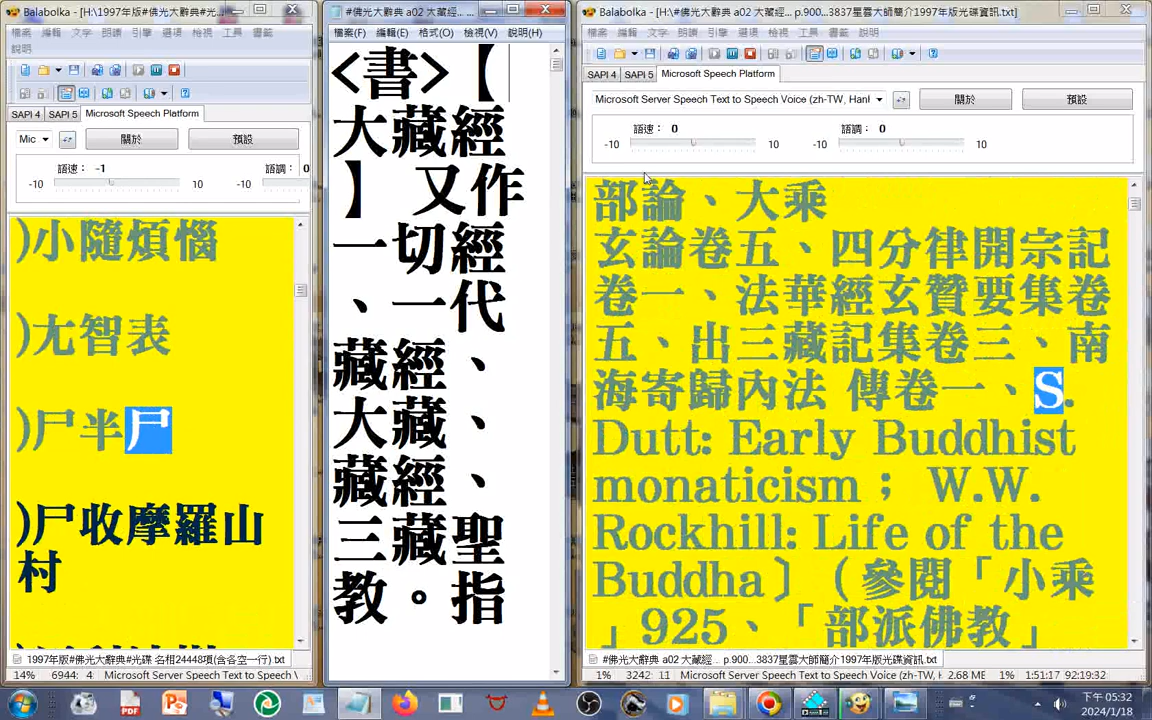 Balabolka - [H:\1997年版#佛光大辭典#光...
檔案 編輯 文字 朗讀 引擎 選項 檢視 工具 書籤
說明
SAPI 4 SAPI 5 Microsoft Speech Platform
Mic 關於 預設
語速： -1 語調： 0
-10 10 -10
)小隨煩惱
)尢智表
)尸半尸
)尸收摩羅山
村
1997年版#佛光大辭典#光碟 名相24448項(含各空一行).txt
14% 6944: 4 Microsoft Server Speech Text to Speech \
#佛光大辭典 a02 大藏經... ...
檔案(F) 編輯(E) 格式(O) 檢視(V) 說明(H)
<書>【
大藏經
】 又作
一切經
、一代
藏經、
大藏、
藏經、
三藏聖
教。指
Balabolka - [H:\#佛光大辭典 a02 大藏經... p.900...3837星雲大師簡介1997年版光碟資訊.txt]
檔案 編輯 文字 朗讀 引擎 選項 檢視 工具 書籤 說明
SAPI 4 SAPI 5 Microsoft Speech Platform
Microsoft Server Speech Text to Speech Voice (zh-TW, Hanl 關於 預設
語速： 0 語調： 0
-10 10 -10 10
部論、大乘
玄論卷五、四分律開宗記
卷一、法華經玄贊要集卷
五、出三藏記集卷三、南
海寄歸內法 傳卷一、S.
Dutt: Early Buddhist
monaticism； W.W.
Rockhill: Life of the
Buddha〕（參閱「小乘
」925、「部派佛教」
#佛光大辭典 a02 大藏經... p.900...3837星雲大師簡介1997年版光碟資訊.txt
1% 3242: 11 Microsoft Server Speech Text to Speech Voice (zh-TW, H 2.68 ME 1% 1:51:17 92:19:32
PDF
下午 05:32
2024/1/18